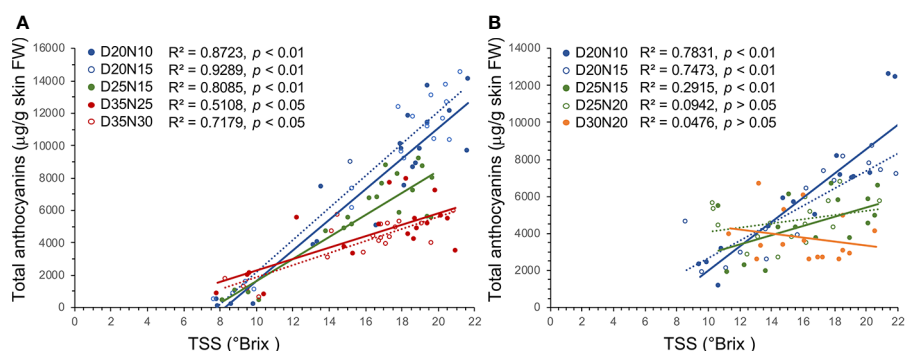 A
Total anthocyanins (µg/g skin FW)
16000
14000
12000
10000
8000
6000
4000
2000
0
D20N10 R² = 0.8723, p < 0.01
D20N15 R² = 0.9289, p < 0.01
D25N15 R² = 0.8085, p < 0.01
D35N25 R² = 0.5108, p < 0.05
D35N30 R² = 0.7179, p < 0.05
0 2 4 6 8 10 12 14 16 18 20 22
TSS (°Brix )
B
Total anthocyanins (µg/g skin FW)
14000
12000
10000
8000
6000
4000
2000
0
D20N10 R² = 0.7831, p < 0.01
D20N15 R² = 0.7473, p < 0.01
D25N15 R² = 0.2915, p < 0.01
D25N20 R² = 0.0942, p > 0.05
D30N20 R² = 0.0476, p > 0.05
0 2 4 6 8 10 12 14 16 18 20 22
TSS (°Brix )